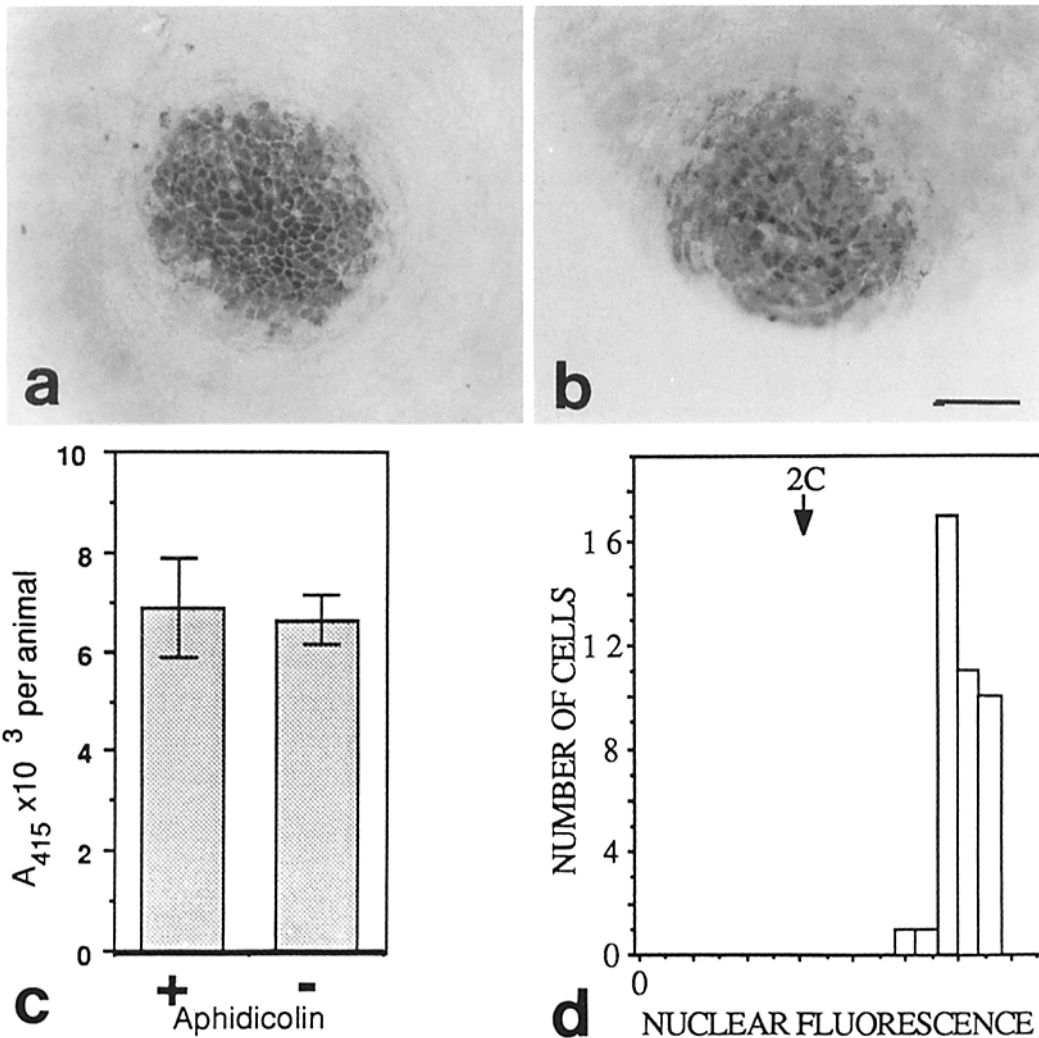 a
b
10
8
6
4
2
0
A415 x10 3 per animal
+
-
Aphidicolin
c
2C
16
12
8
4
0
0
NUMBER OF CELLS
NUCLEAR FLUORESCENCE
d